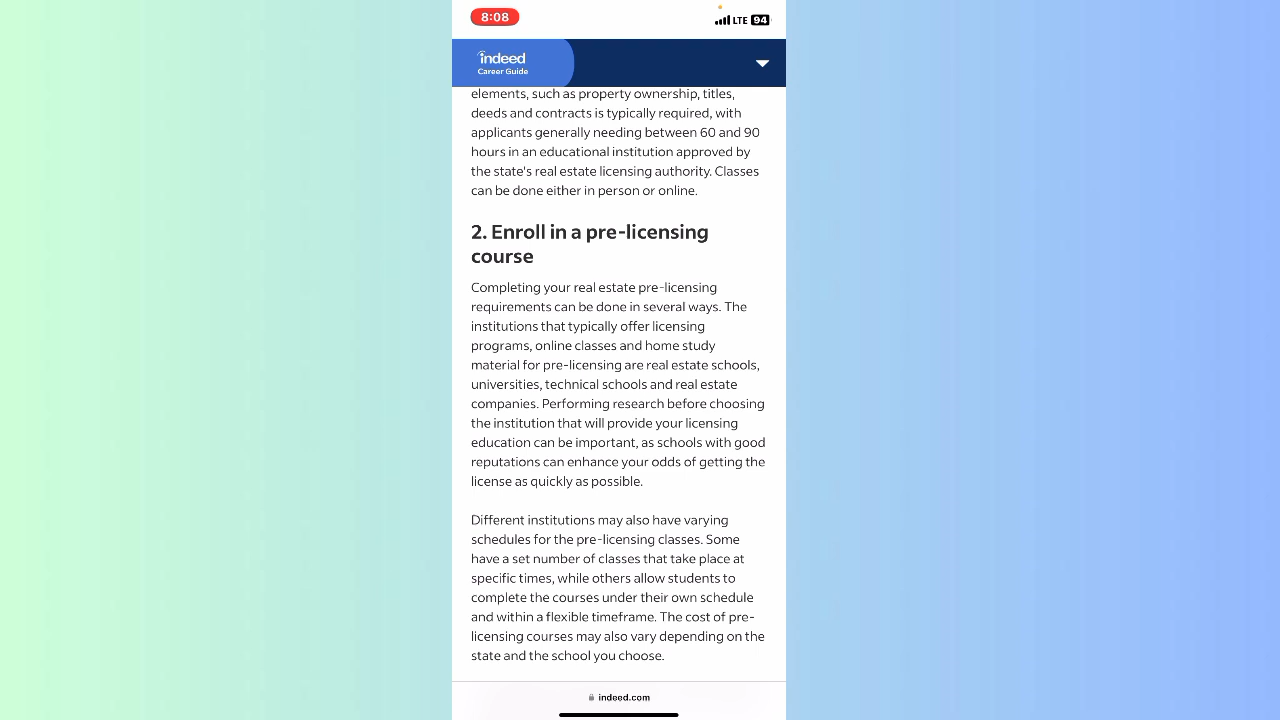 8:08
LTE 94
indeed
Career Guide
elements, such as property ownership, titles,
deeds and contracts is typically required, with
applicants generally needing between 60 and 90
hours in an educational institution approved by
the state's real estate licensing authority. Classes
can be done either in person or online.
2. Enroll in a pre-licensing
course
Completing your real estate pre-licensing
requirements can be done in several ways. The
institutions that typically offer licensing
programs, online classes and home study
material for pre-licensing are real estate schools,
universities, technical schools and real estate
companies. Performing research before choosing
the institution that will provide your licensing
education can be important, as schools with good
reputations can enhance your odds of getting the
license as quickly as possible.
Different institutions may also have varying
schedules for the pre-licensing classes. Some
have a set number of classes that take place at
specific times, while others allow students to
complete the courses under their own schedule
and within a flexible timeframe. The cost of pre-
licensing courses may also vary depending on the
state and the school you choose.
indeed.com